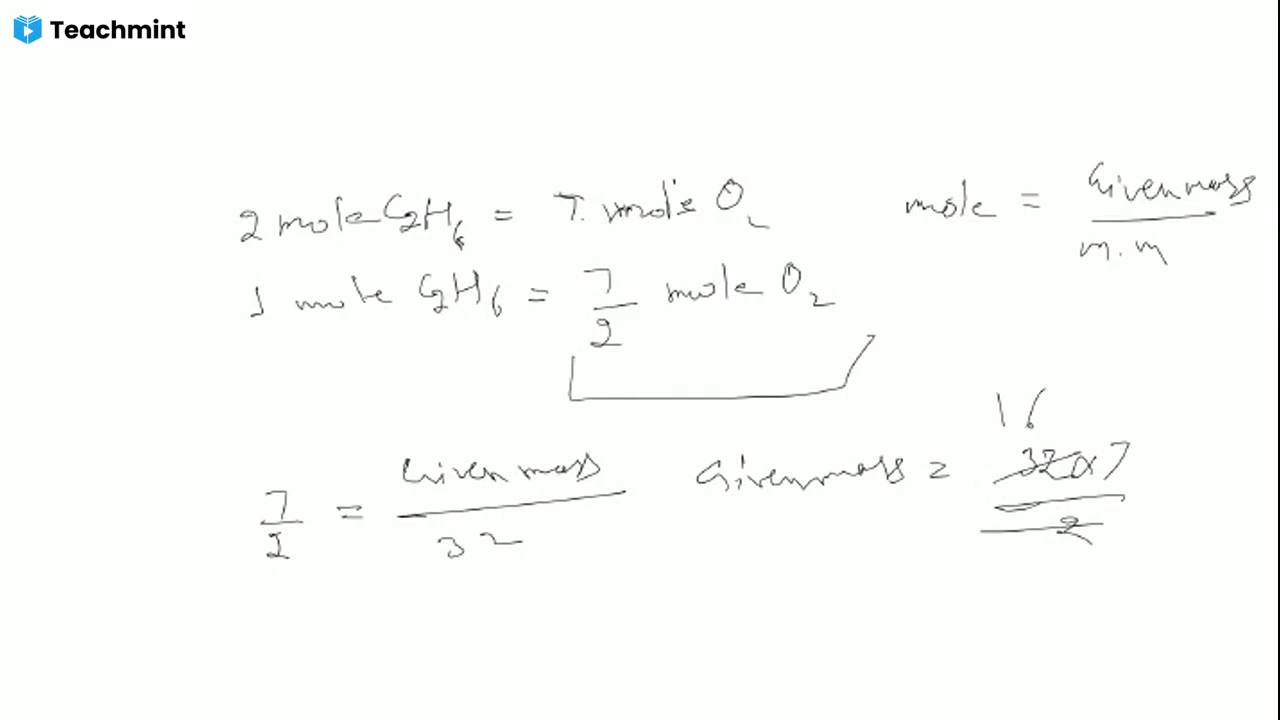 Teachmint
2 mole C2H6 = 7 mole O2
mole = Given mass / m.m
1 mole C2H6 = 7/2 mole O2
7/2 = Given mass / 32
Given mass = 32 x 7 / 2
16